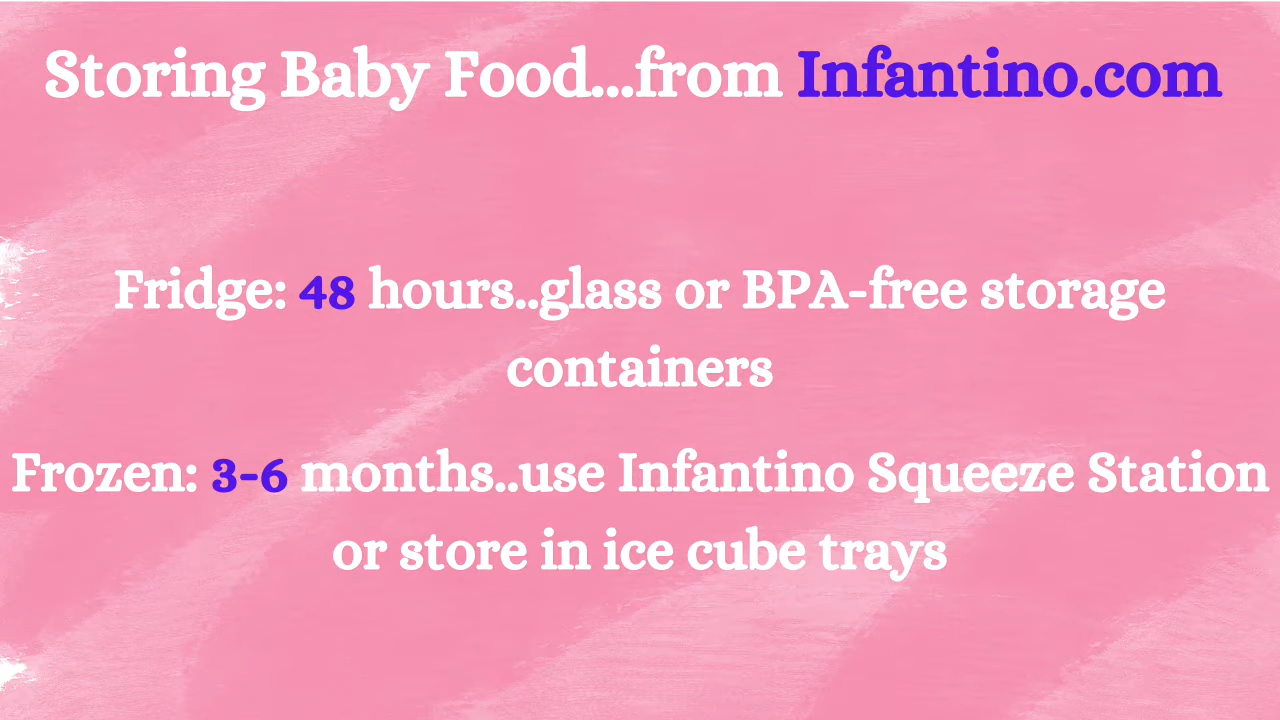 Storing Baby Food...from Infantino.com
Fridge: 48 hours..glass or BPA-free storage
containers
Frozen: 3-6 months..use Infantino Squeeze Station
or store in ice cube trays